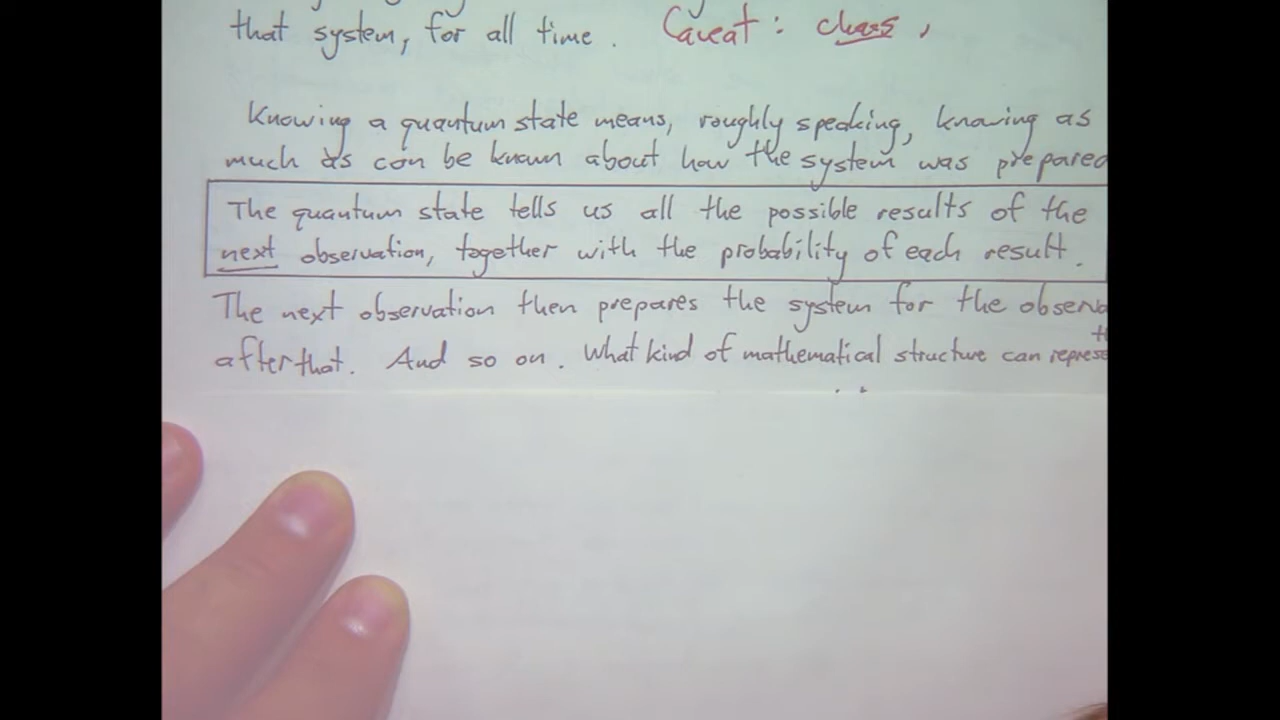 that system, for all time. Caveat: chaos,
Knowing a quantum state means, roughly speaking, knowing as
much as can be known about how the system was prepared
The quantum state tells us all the possible results of the
next observation, together with the probability of each result.
The next observation then prepares the system for the
after that. And so on. What kind of mathematical structure can